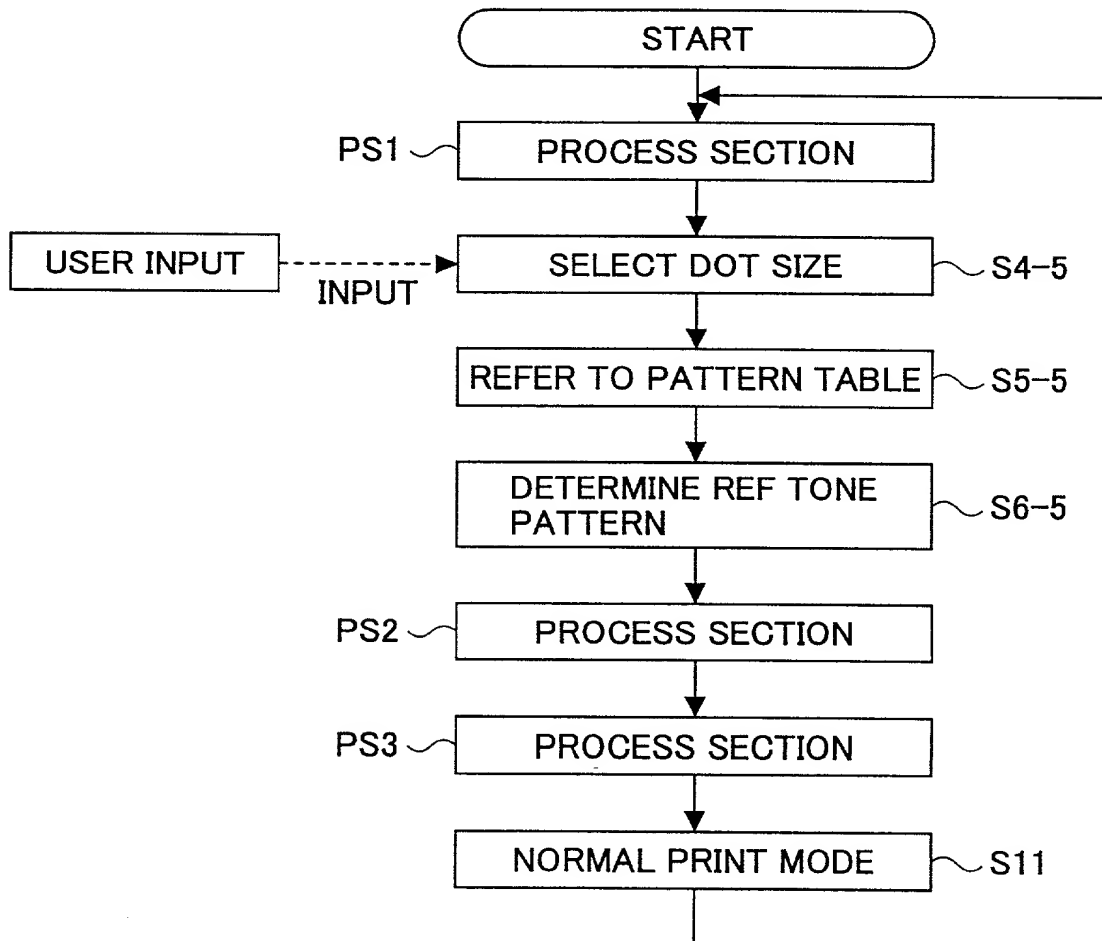 START
PS1
PROCESS SECTION
USER INPUT
INPUT
SELECT DOT SIZE
S4-5
REFER TO PATTERN TABLE
S5-5
DETERMINE REF TONE
PATTERN
S6-5
PS2
PROCESS SECTION
PS3
PROCESS SECTION
NORMAL PRINT MODE
S11